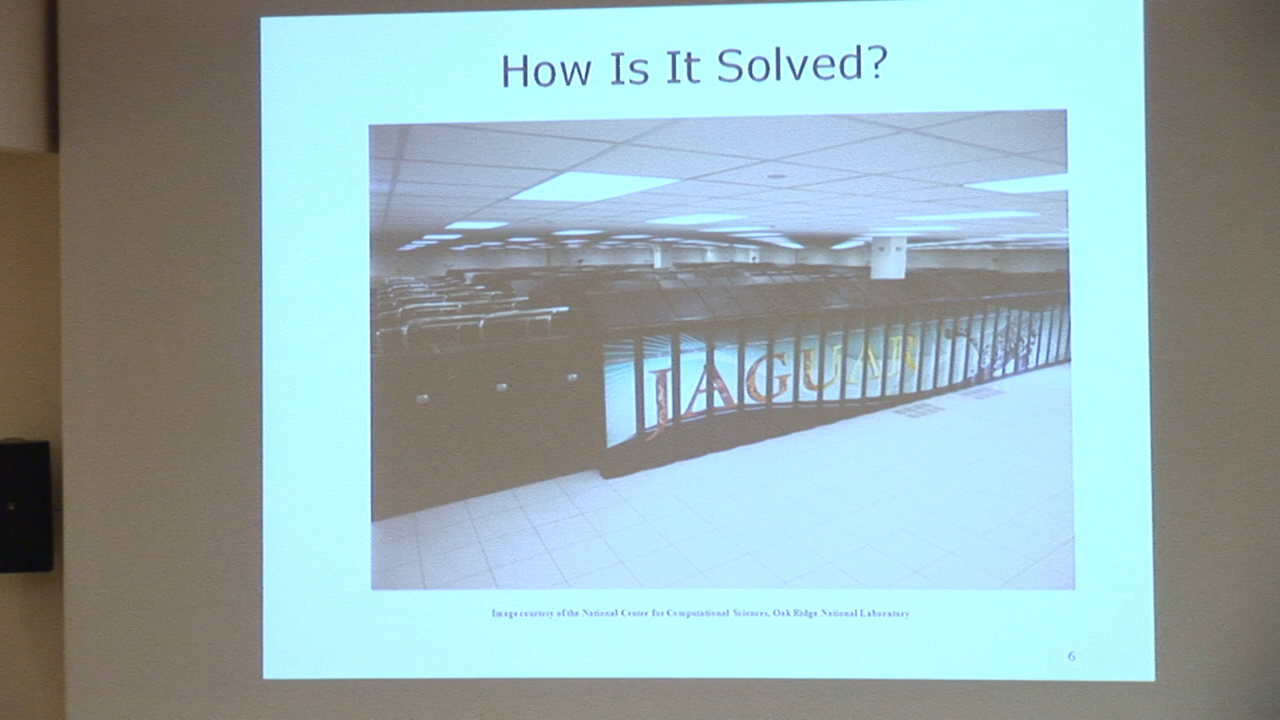 How Is It Solved?
JAGUAR
Image courtesy of the National Center for Computational Sciences, Oak Ridge National Laboratory
6